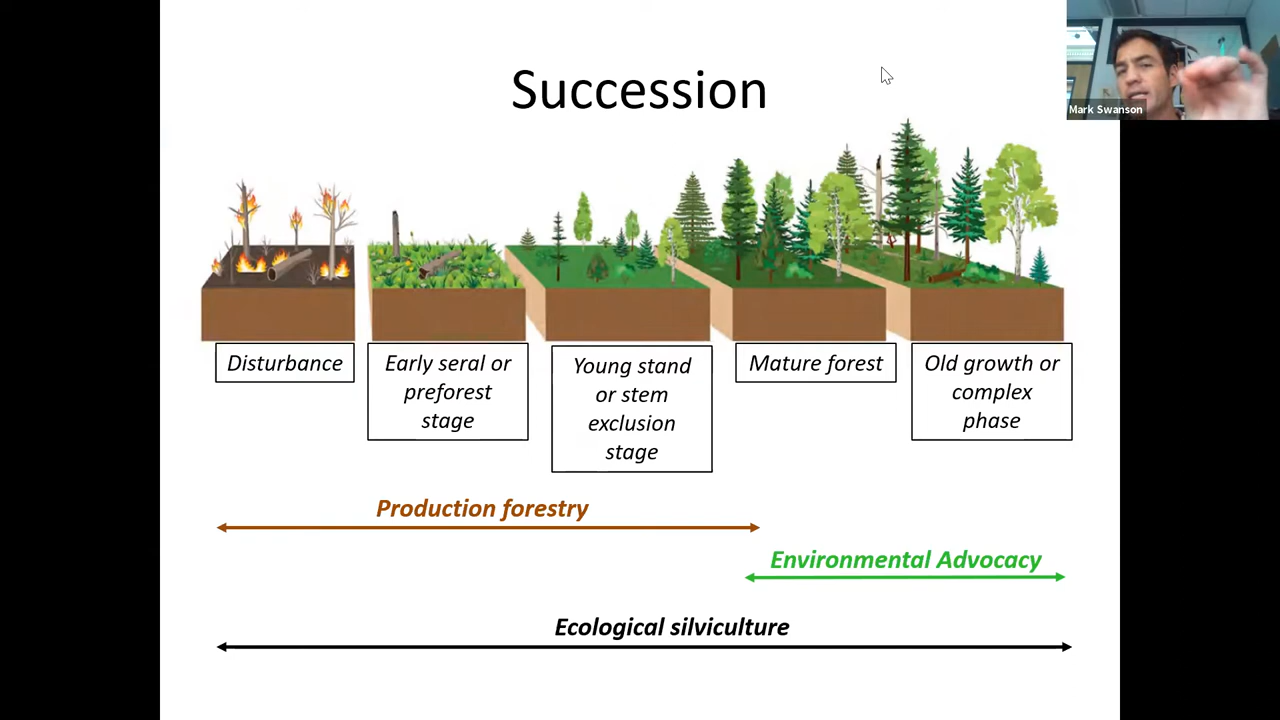 Succession
Mark Swanson
Disturbance
Early seral or
preforest
stage
Young stand
or stem
exclusion
stage
Mature forest
Old growth or
complex
phase
Production forestry
Environmental Advocacy
Ecological silviculture